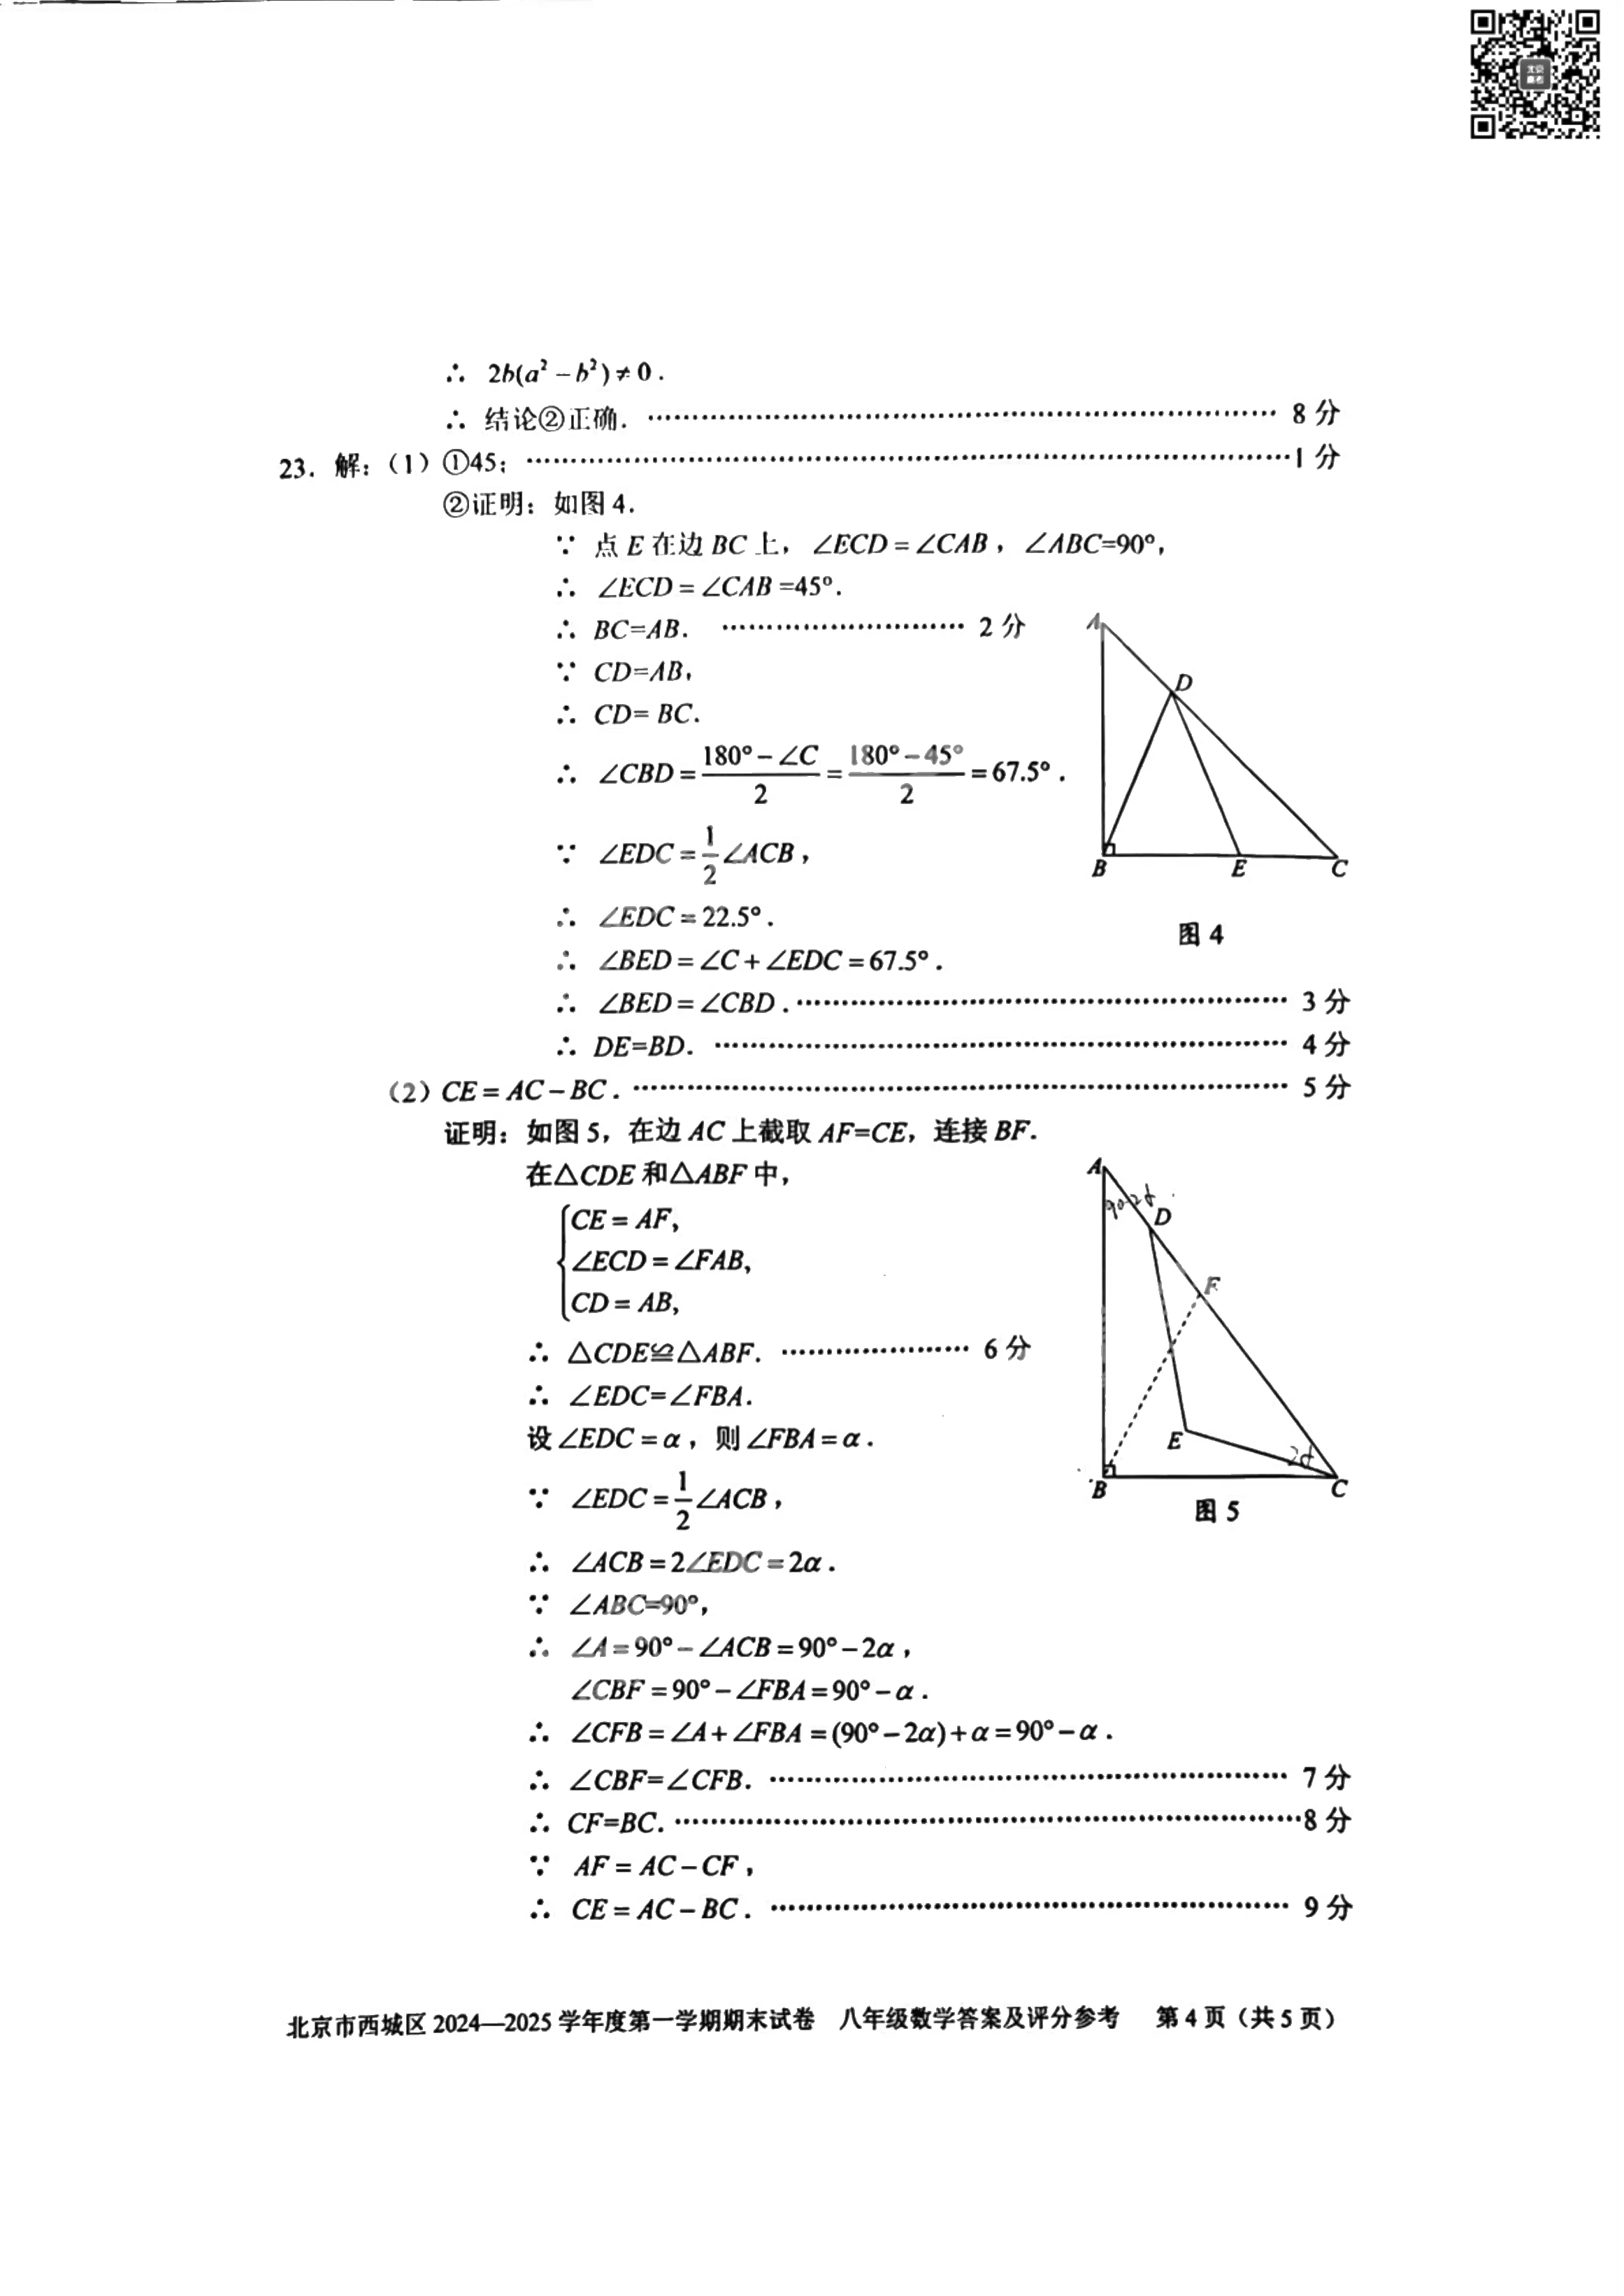 ∴ 2b(a² − b²) ≠ 0 .
∴ 结论②正确. ………………………………………………………… 8 分
23. 解:(1)①45; ………………………………………………………………1 分
②证明: 如图 4.
∵ 点 E 在边 BC 上, ∠ECD = ∠CAB , ∠ABC=90°,
∴ ∠ECD = ∠CAB =45°.
∴ BC=AB. ……………………… 2 分
∵ CD=AB,
∴ CD= BC.
∴ ∠CBD = (180° − ∠C)/2 = (180° − 45°)/2 = 67.5° .
∵ ∠EDC = 1/2 ∠ACB ,
∴ ∠EDC = 22.5° .
∴ ∠BED = ∠C + ∠EDC = 67.5° .
∴ ∠BED = ∠CBD . ……………………………………………… 3 分
∴ DE=BD. ……………………………………………………… 4 分
A
D
B
E
C
图 4
(2) CE = AC − BC . ……………………………………………………………… 5 分
证明: 如图 5, 在边 AC 上截取 AF=CE, 连接 BF.
在△CDE 和△ABF 中,
CE = AF,
∠ECD = ∠FAB,
CD = AB,
∴ △CDE≌△ABF. ………………… 6 分
∴ ∠EDC=∠FBA.
设 ∠EDC = α , 则 ∠FBA = α .
∵ ∠EDC = 1/2 ∠ACB ,
∴ ∠ACB = 2∠EDC = 2α .
∵ ∠ABC=90°,
∴ ∠A = 90° − ∠ACB = 90° − 2α ,
∠CBF = 90° − ∠FBA = 90° − α .
∴ ∠CFB = ∠A + ∠FBA = (90° − 2α) + α = 90° − α .
∴ ∠CBF=∠CFB. ………………………………………………… 7 分
∴ CF=BC. ……………………………………………………………8 分
∵ AF = AC − CF ,
∴ CE = AC − BC . ………………………………………………… 9 分
A
90-2α
D
F
E
2α
B
C
图 5
北京市西城区 2024—2025 学年度第一学期期末试卷 八年级数学答案及评分参考 第 4 页(共 5 页)